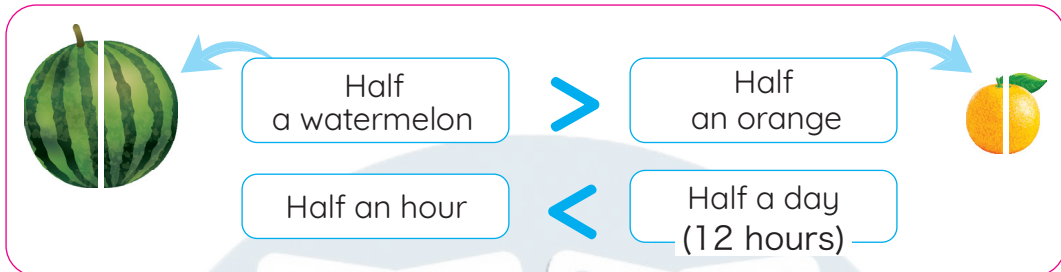 Half
a watermelon
>
Half
an orange
Half an hour
<
Half a day
(12 hours)